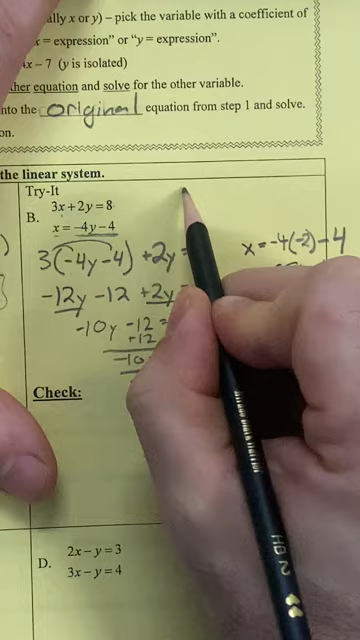 ally x or y) – pick the variable with a coefficient of
= expression” or “y = expression”.
x – 7 (y is isolated)
her equation and solve for the other variable.
nto the original equation from step 1 and solve.
on.
the linear system.
Try-It
B. 3x + 2y = 8
x = -4y - 4
3(-4y - 4) + 2y =
x = -4(-2) - 4
-12y - 12 + 2y =
-10y - 12 =
+12
-10
Check:
D. 2x – y = 3
3x – y = 4
HB 2